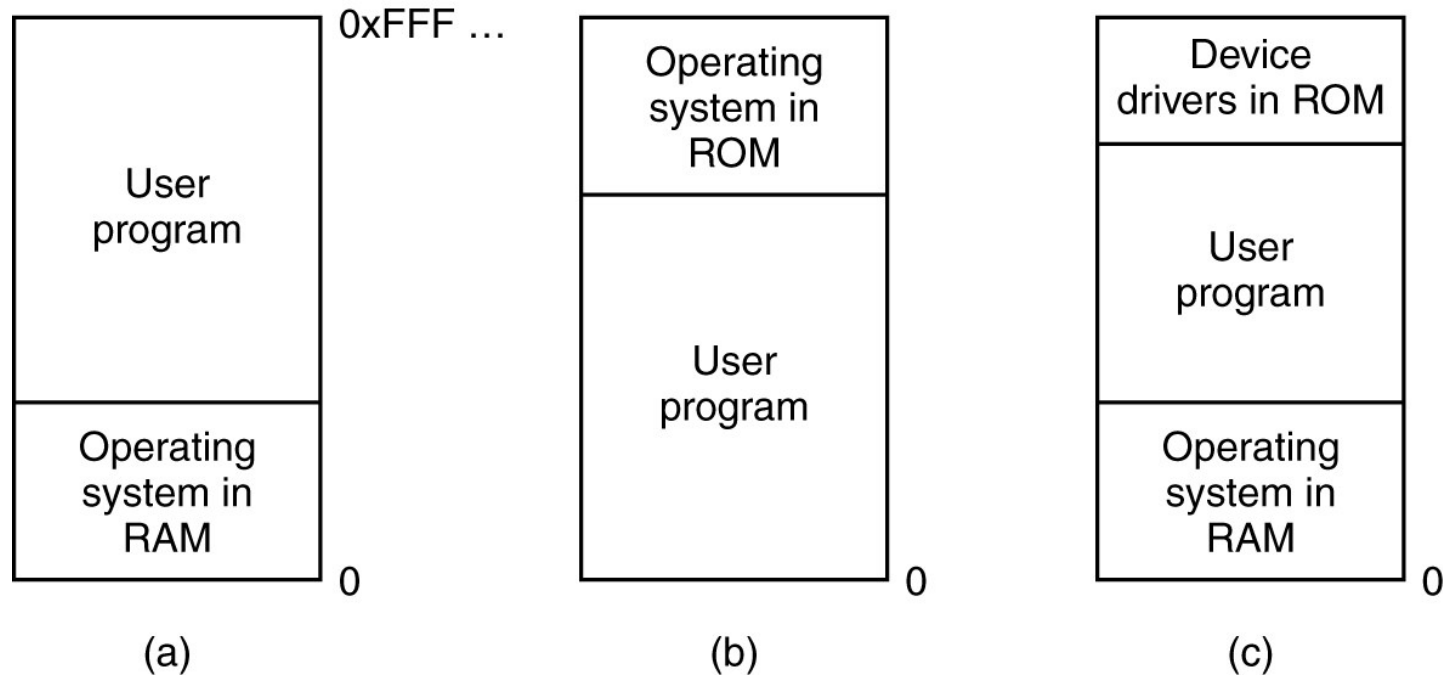 User
program
Operating
system in
RAM
0xFFF …
0
(a)
Operating
system in
ROM
User
program
0
(b)
Device
drivers in ROM
User
program
Operating
system in
RAM
0
(c)